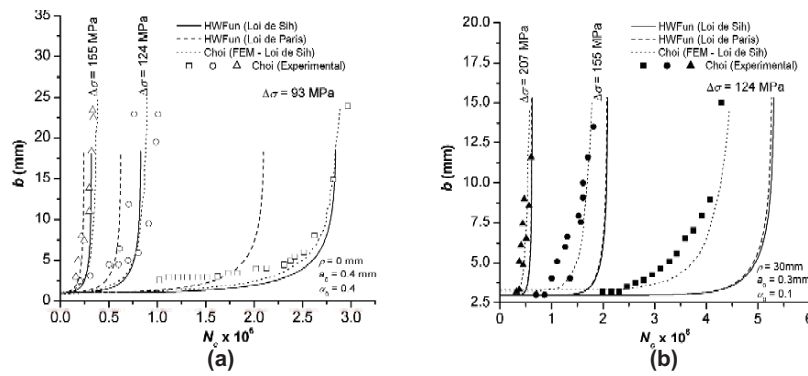 HWFun (Loi de Sih)
HWFun (Loi de Paris)
Choi (FEM - Loi de Sih)
Choi (Experimental)
Δσ = 155 MPa
Δσ = 124 MPa
Δσ = 93 MPa
35
30
25
20
15
10
5
0
b (mm)
ρ = 0 mm
a₀ = 0.4 mm
α₀ = 0.4
0.0 0.5 1.0 1.5 2.0 2.5 3.0
Nc x 10⁶
(a)
HWFun (Loi de Sih)
HWFun (Loi de Paris)
Choi (FEM - Loi de Sih)
Choi (Experimental)
Δσ = 207 MPa
Δσ = 155 MPa
Δσ = 124 MPa
20.0
17.5
15.0
12.5
10.0
7.5
5.0
2.5
b (mm)
ρ = 30mm
a₀ = 0.3mm
α₀ = 0.1
0 1 2 3 4 5 6
Nc x 10⁶
(b)